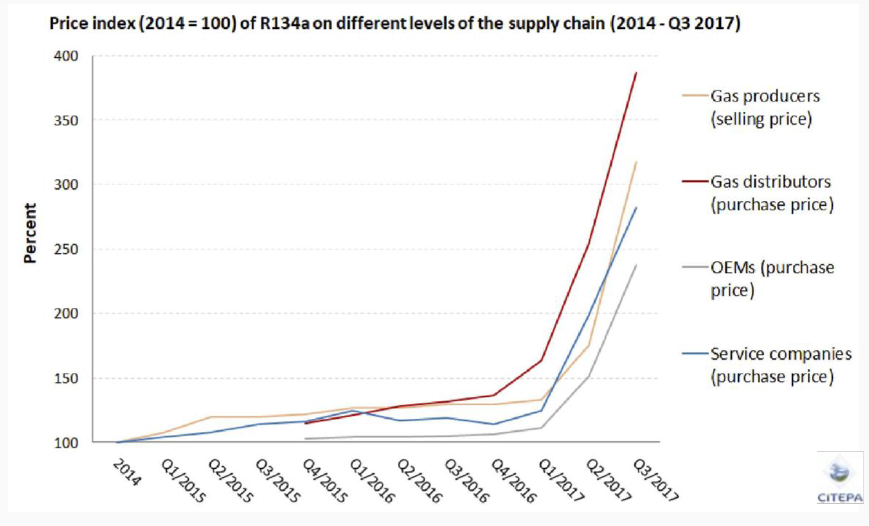 Price index (2014 = 100) of R134a on different levels of the supply chain (2014 - Q3 2017)
400
350
300
250
200
150
100
Percent
2014
Q1/2015
Q2/2015
Q3/2015
Q4/2015
Q1/2016
Q2/2016
Q3/2016
Q4/2016
Q1/2017
Q2/2017
Q3/2017
Gas producers
(selling price)
Gas distributors
(purchase price)
OEMs (purchase
price)
Service companies
(purchase price)
CITEPA